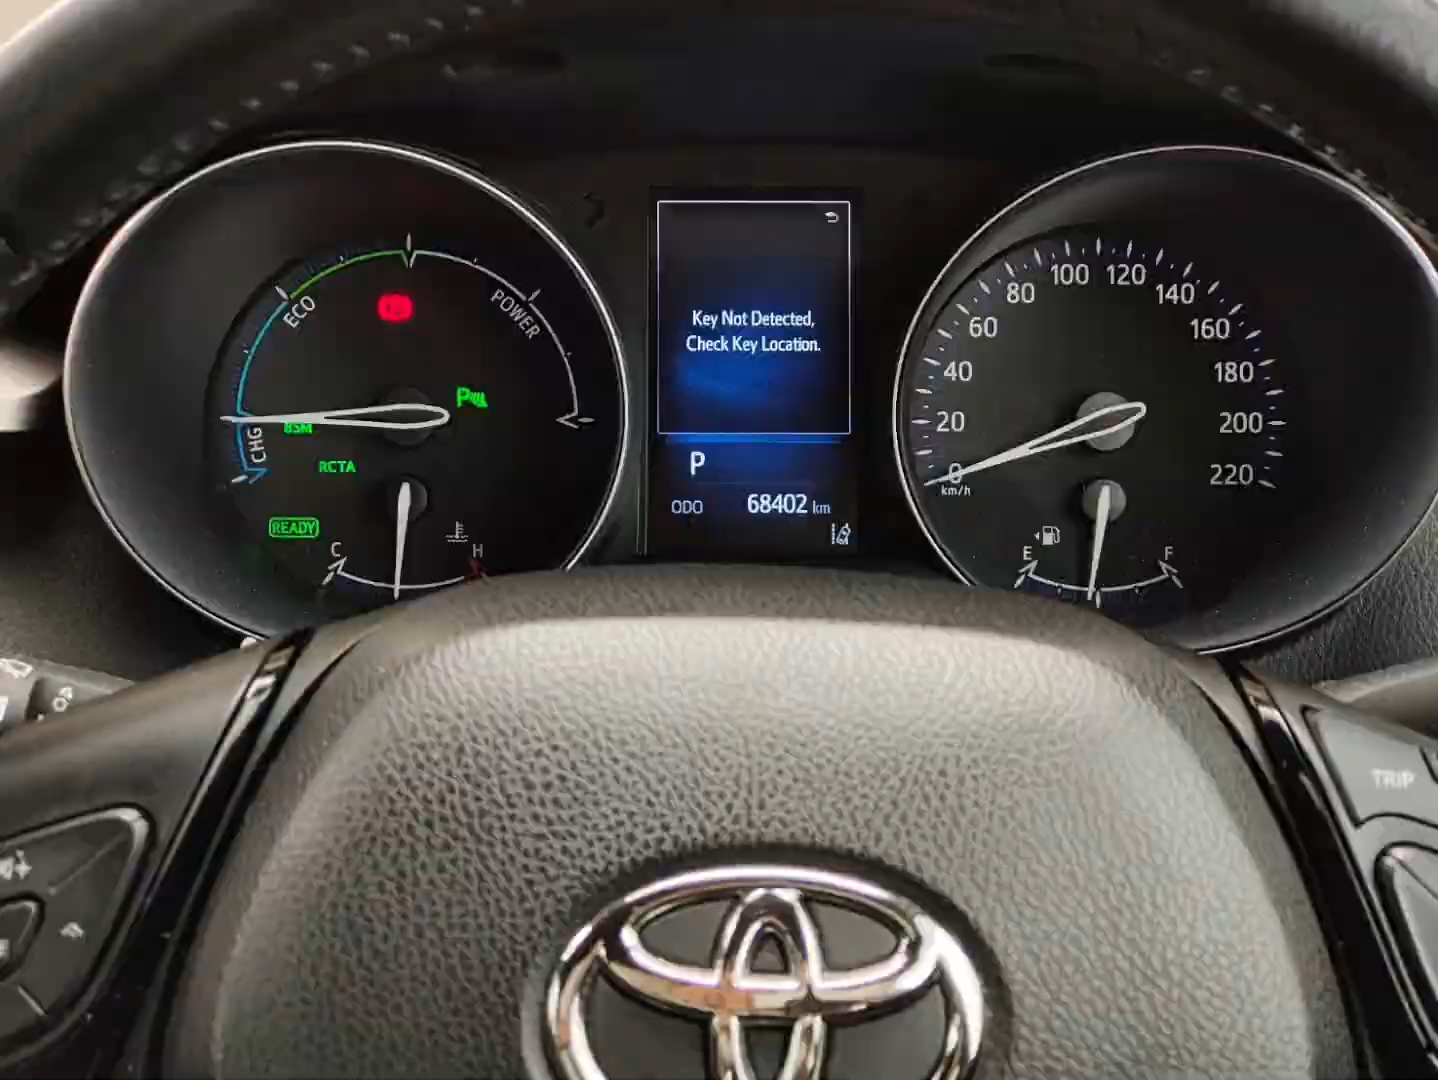 ECO
POWER
CHG
BSM
RCTA
READY
C
H
P
Key Not Detected,
Check Key Location.
P
ODO 68402 km
0
20
40
60
80
100
120
140
160
180
200
220
km/h
E
F
TRIP